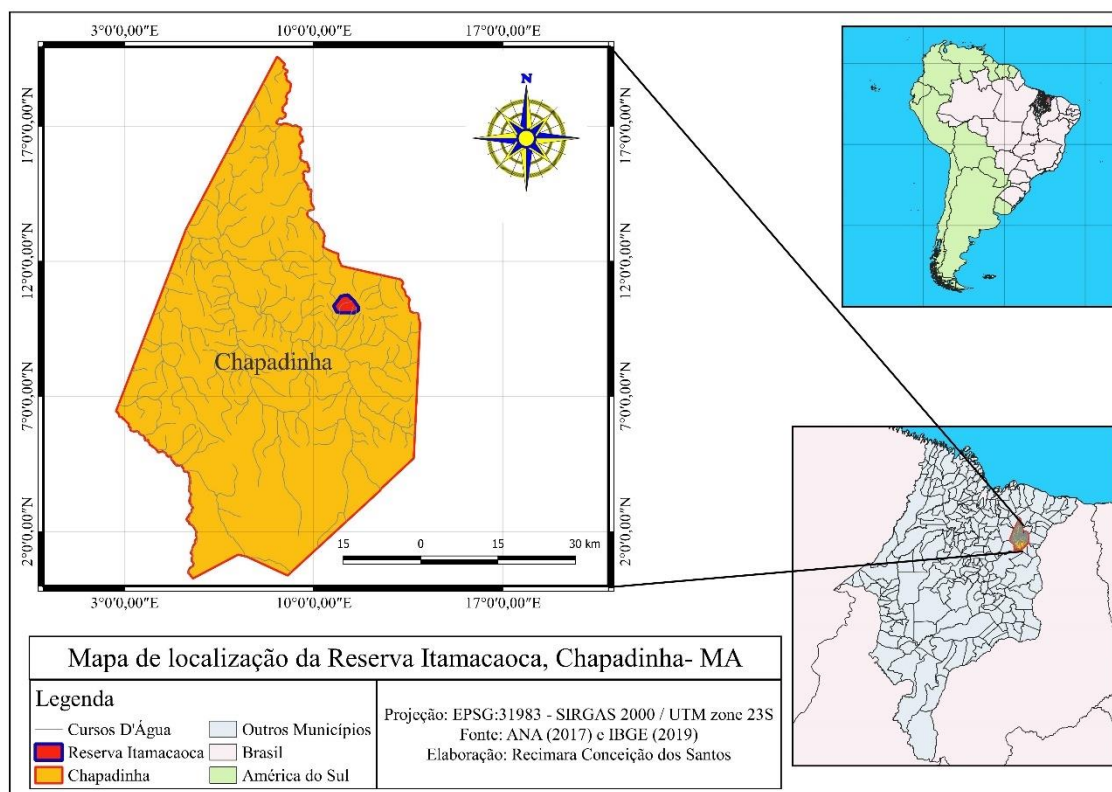 3°0'0,00"E 10°0'0,00"E 17°0'0,00"E
N
17°0'0,00"N 17°0'0,00"N
12°0'0,00"N 12°0'0,00"N
Chapadinha
7°0'0,00"N 7°0'0,00"N
2°0'0,00"N 2°0'0,00"N
15 0 15 30 km
3°0'0,00"E 10°0'0,00"E 17°0'0,00"E
Mapa de localização da Reserva Itamacaoca, Chapadinha- MA
Legenda
Cursos D'Água
Reserva Itamacaoca
Chapadinha
Outros Municípios
Brasil
América do Sul
Projeção: EPSG:31983 - SIRGAS 2000 / UTM zone 23S
Fonte: ANA (2017) e IBGE (2019)
Elaboração: Recimara Conceição dos Santos